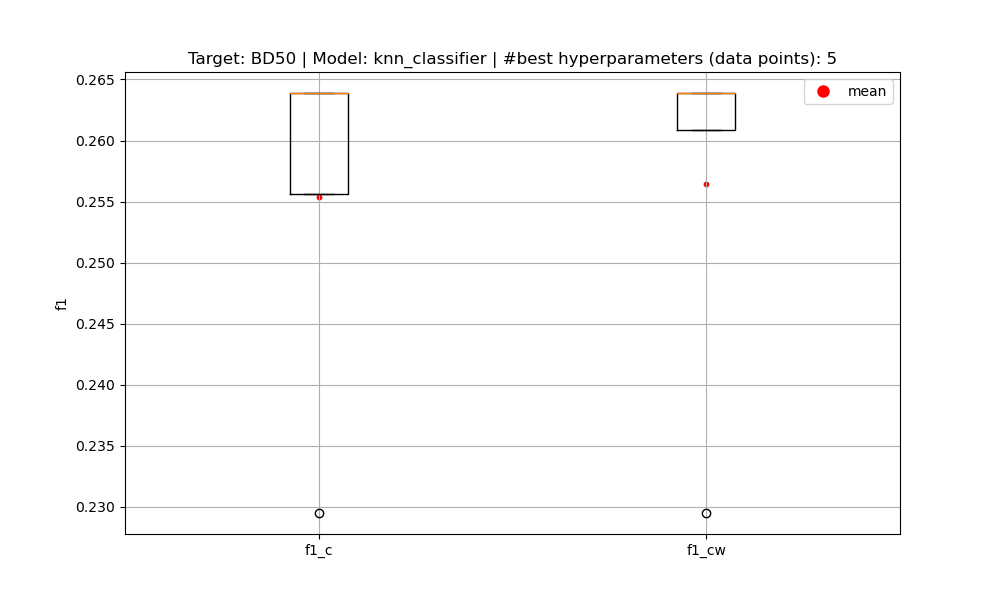 Target: BD50 | Model: knn_classifier | #best hyperparameters (data points): 5
0.265
mean
0.260
0.255
0.250
0.245
f1
0.240
0.235
0.230
f1_c
f1_cw